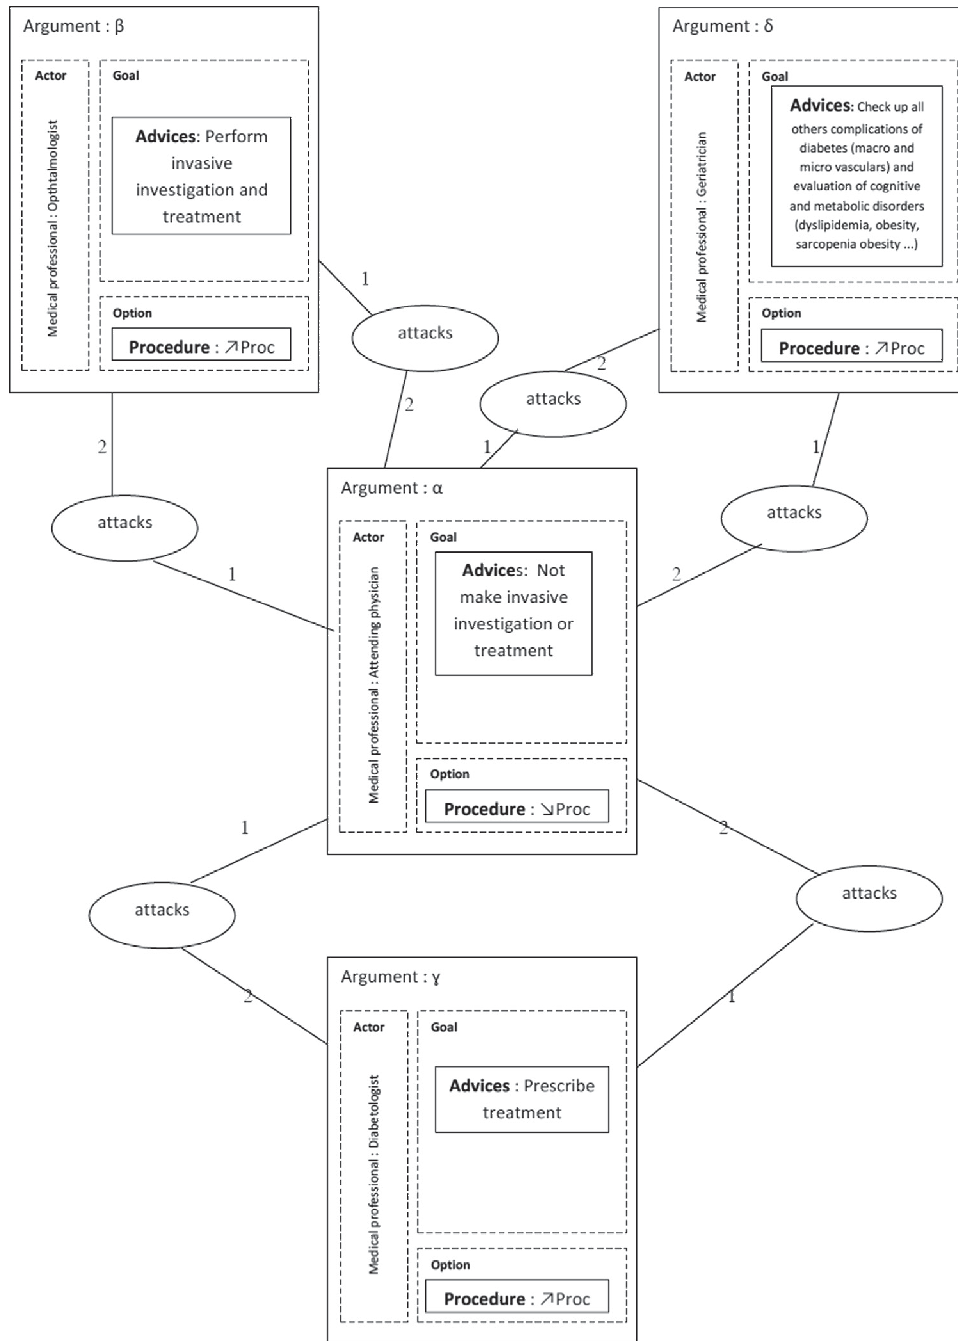 Argument : β
Actor
Medical professional : Opthtalmologist
Goal
Advices: Perform
invasive
investigation and
treatment
Option
Procedure : ↗Proc
Argument : δ
Actor
Medical professional : Geriatrician
Goal
Advices: Check up all
others complications of
diabetes (macro and
micro vasculars) and
evaluation of cognitive
and metabolic disorders
(dyslipidemia, obesity,
sarcopenia obesity ...)
Option
Procedure : ↗Proc
1
attacks
2
2
attacks
1
2
attacks
1
1
attacks
2
Argument : α
Actor
Medical professional : Attending physician
Goal
Advices: Not
make invasive
investigation or
treatment
Option
Procedure : ↘Proc
1
attacks
2
2
attacks
1
Argument : ɣ
Actor
Medical professional : Diabetologist
Goal
Advices : Prescribe
treatment
Option
Procedure : ↗Proc